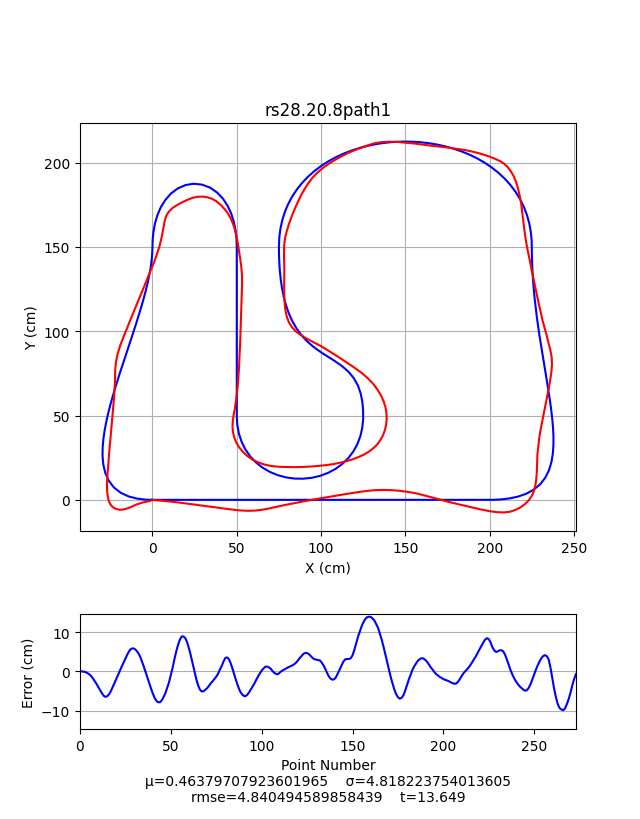 rs28.20.8path1
200
150
100
50
0
Y (cm)
0 50 100 150 200 250
X (cm)
10
0
−10
Error (cm)
0 50 100 150 200 250
Point Number
μ=0.46379707923601965 σ=4.818223754013605
rmse=4.840494589858439 t=13.649